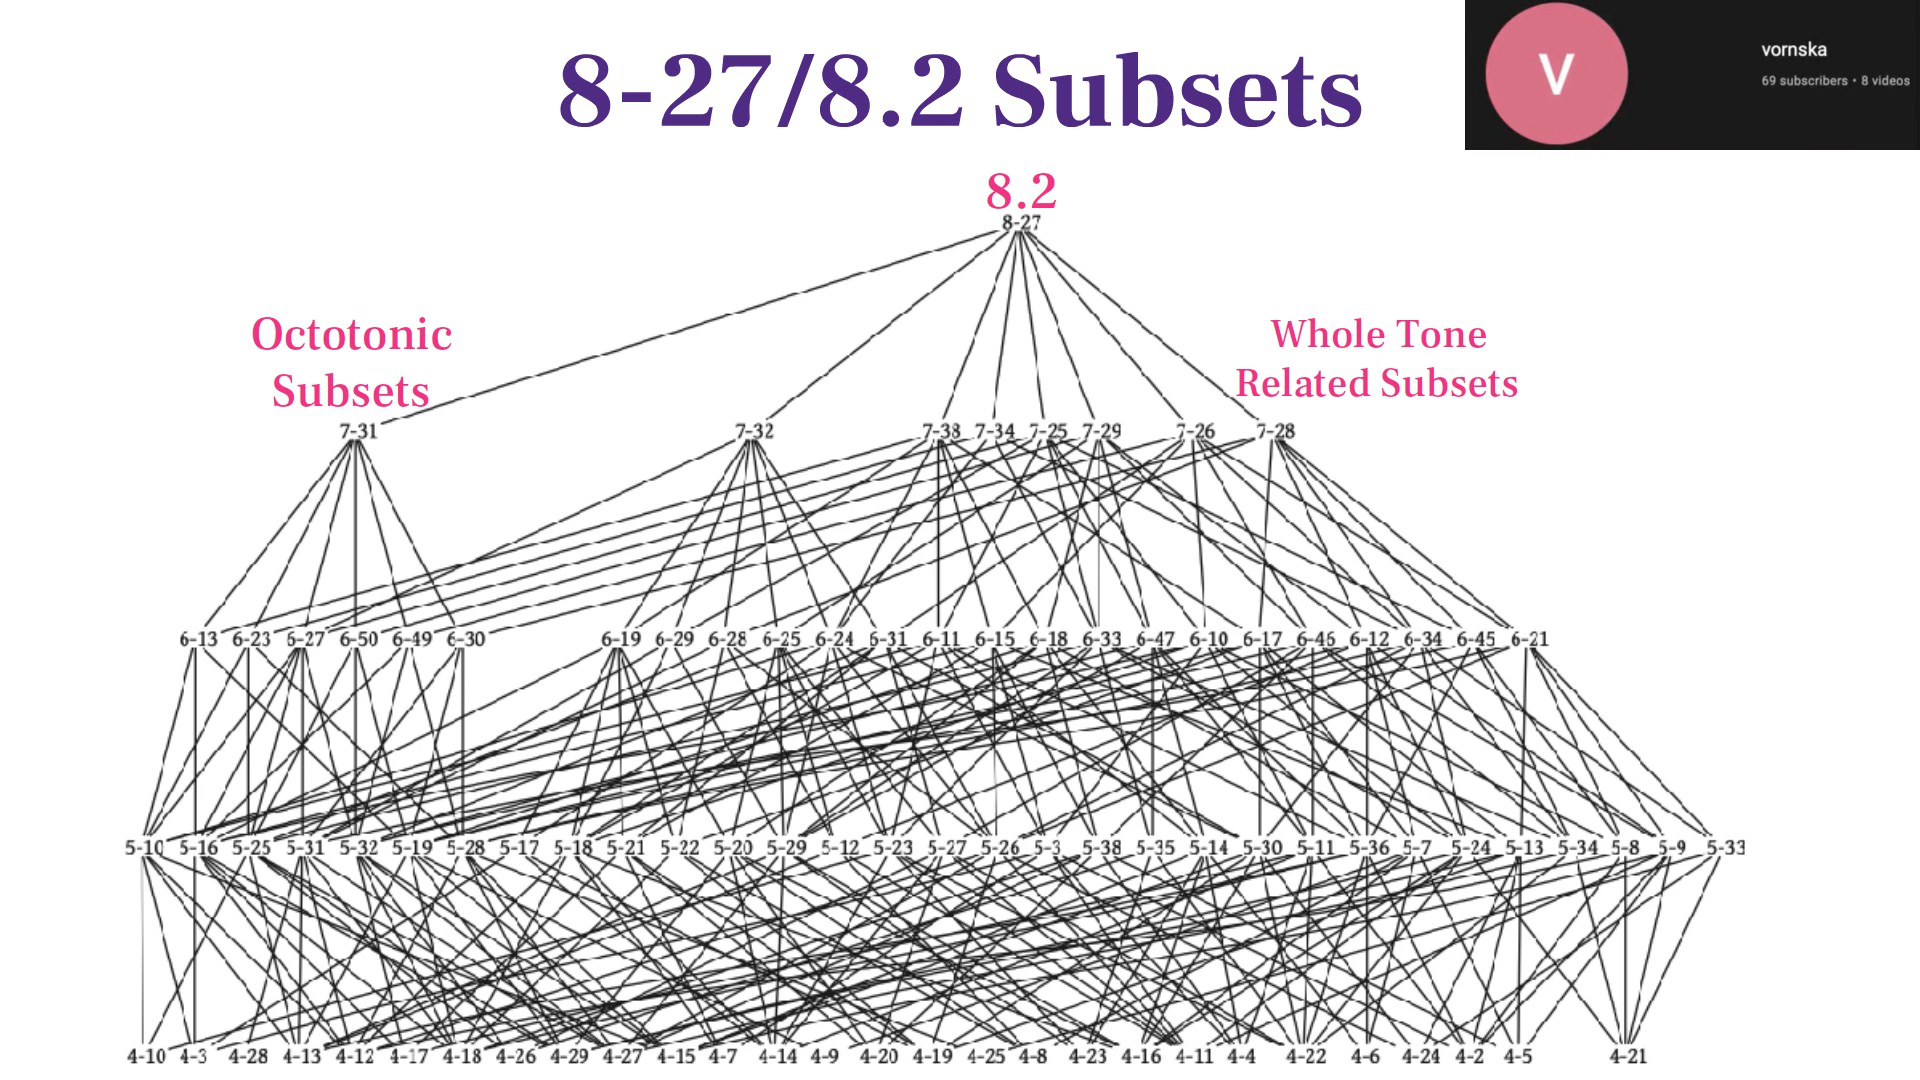 8-27/8.2 Subsets
V
vornska
69 subscribers • 8 videos
8.2
8-27
Octotonic
Subsets
Whole Tone
Related Subsets
7-31 7-32 7-38 7-34 7-25 7-29 7-26 7-28
6-13 6-23 6-27 6-50 6-49 6-30 6-19 6-29 6-28 6-25 6-24 6-31 6-11 6-15 6-18 6-33 6-47 6-10 6-17 6-46 6-12 6-34 6-45 6-21
5-10 5-16 5-25 5-31 5-32 5-19 5-28 5-17 5-18 5-21 5-22 5-20 5-29 5-12 5-23 5-27 5-26 5-3 5-38 5-35 5-14 5-30 5-11 5-36 5-7 5-24 5-13 5-34 5-8 5-9 5-33
4-10 4-3 4-28 4-13 4-12 4-17 4-18 4-26 4-29 4-27 4-15 4-7 4-14 4-9 4-20 4-19 4-25 4-8 4-23 4-16 4-11 4-4 4-22 4-6 4-24 4-2 4-5 4-21